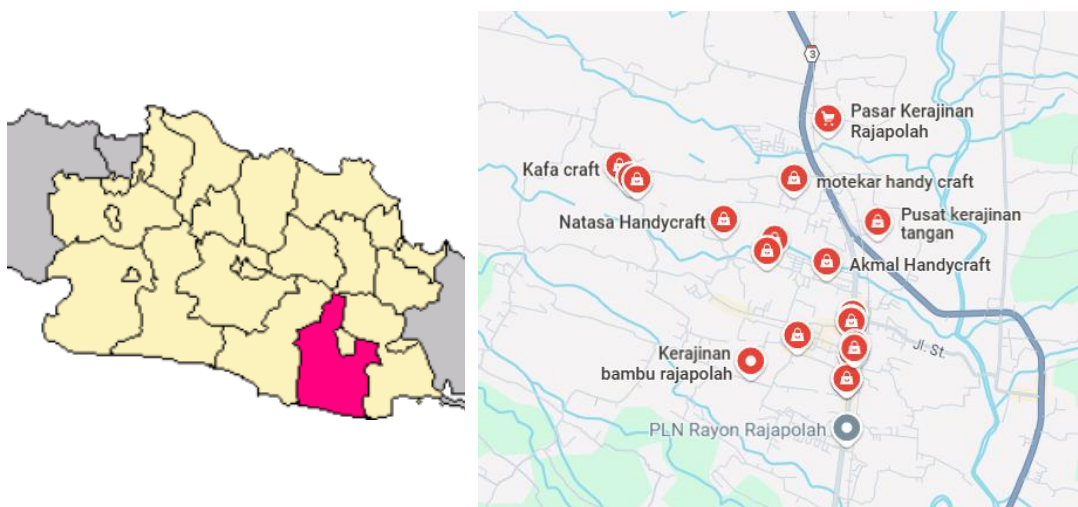 3
Pasar Kerajinan
Rajapolah
Kafa craft
motekar handy craft
Natasa Handycraft
Pusat kerajinan
tangan
Akmal Handycraft
Jl. St.
Kerajinan
bambu rajapolah
PLN Rayon Rajapolah